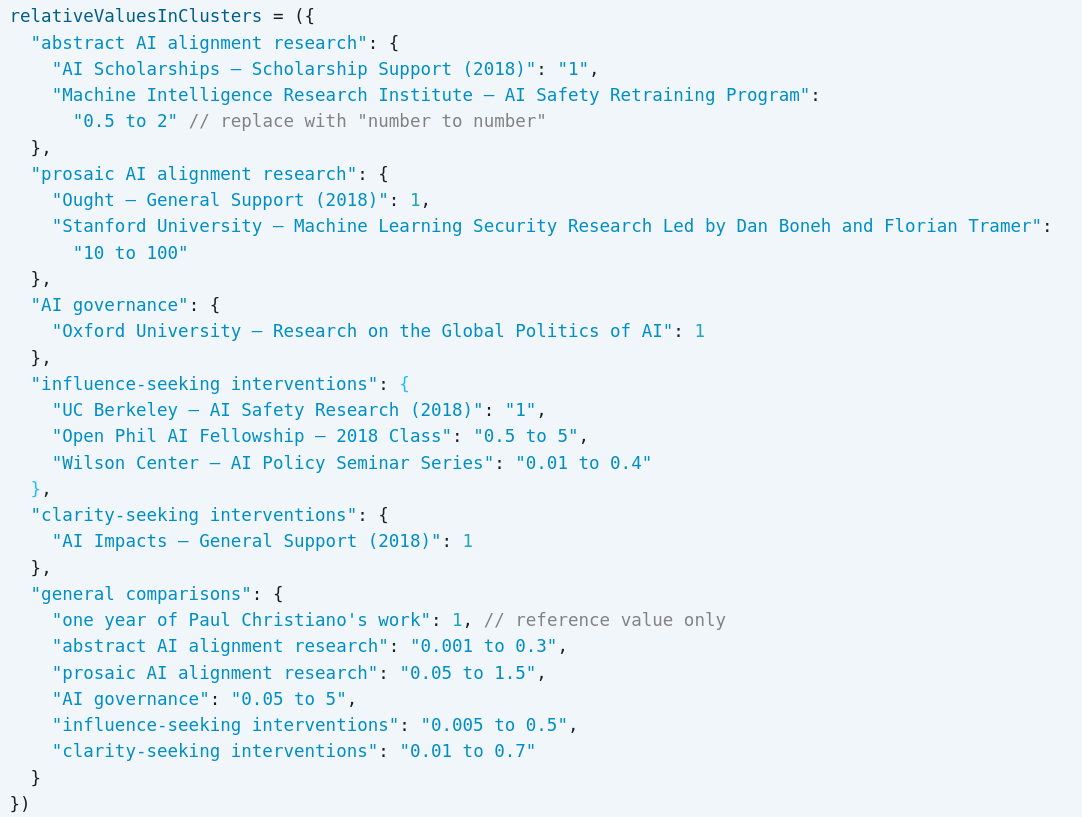 relativeValuesInClusters = ({
  "abstract AI alignment research": {
    "AI Scholarships — Scholarship Support (2018)": "1",
    "Machine Intelligence Research Institute — AI Safety Retraining Program":
      "0.5 to 2" // replace with "number to number"
  },
  "prosaic AI alignment research": {
    "Ought — General Support (2018)": 1,
    "Stanford University — Machine Learning Security Research Led by Dan Boneh and Florian Tramer":
      "10 to 100"
  },
  "AI governance": {
    "Oxford University — Research on the Global Politics of AI": 1
  },
  "influence-seeking interventions": {
    "UC Berkeley — AI Safety Research (2018)": "1",
    "Open Phil AI Fellowship — 2018 Class": "0.5 to 5",
    "Wilson Center — AI Policy Seminar Series": "0.01 to 0.4"
  },
  "clarity-seeking interventions": {
    "AI Impacts — General Support (2018)": 1
  },
  "general comparisons": {
    "one year of Paul Christiano's work": 1, // reference value only
    "abstract AI alignment research": "0.001 to 0.3",
    "prosaic AI alignment research": "0.05 to 1.5",
    "AI governance": "0.05 to 5",
    "influence-seeking interventions": "0.005 to 0.5",
    "clarity-seeking interventions": "0.01 to 0.7"
  }
})